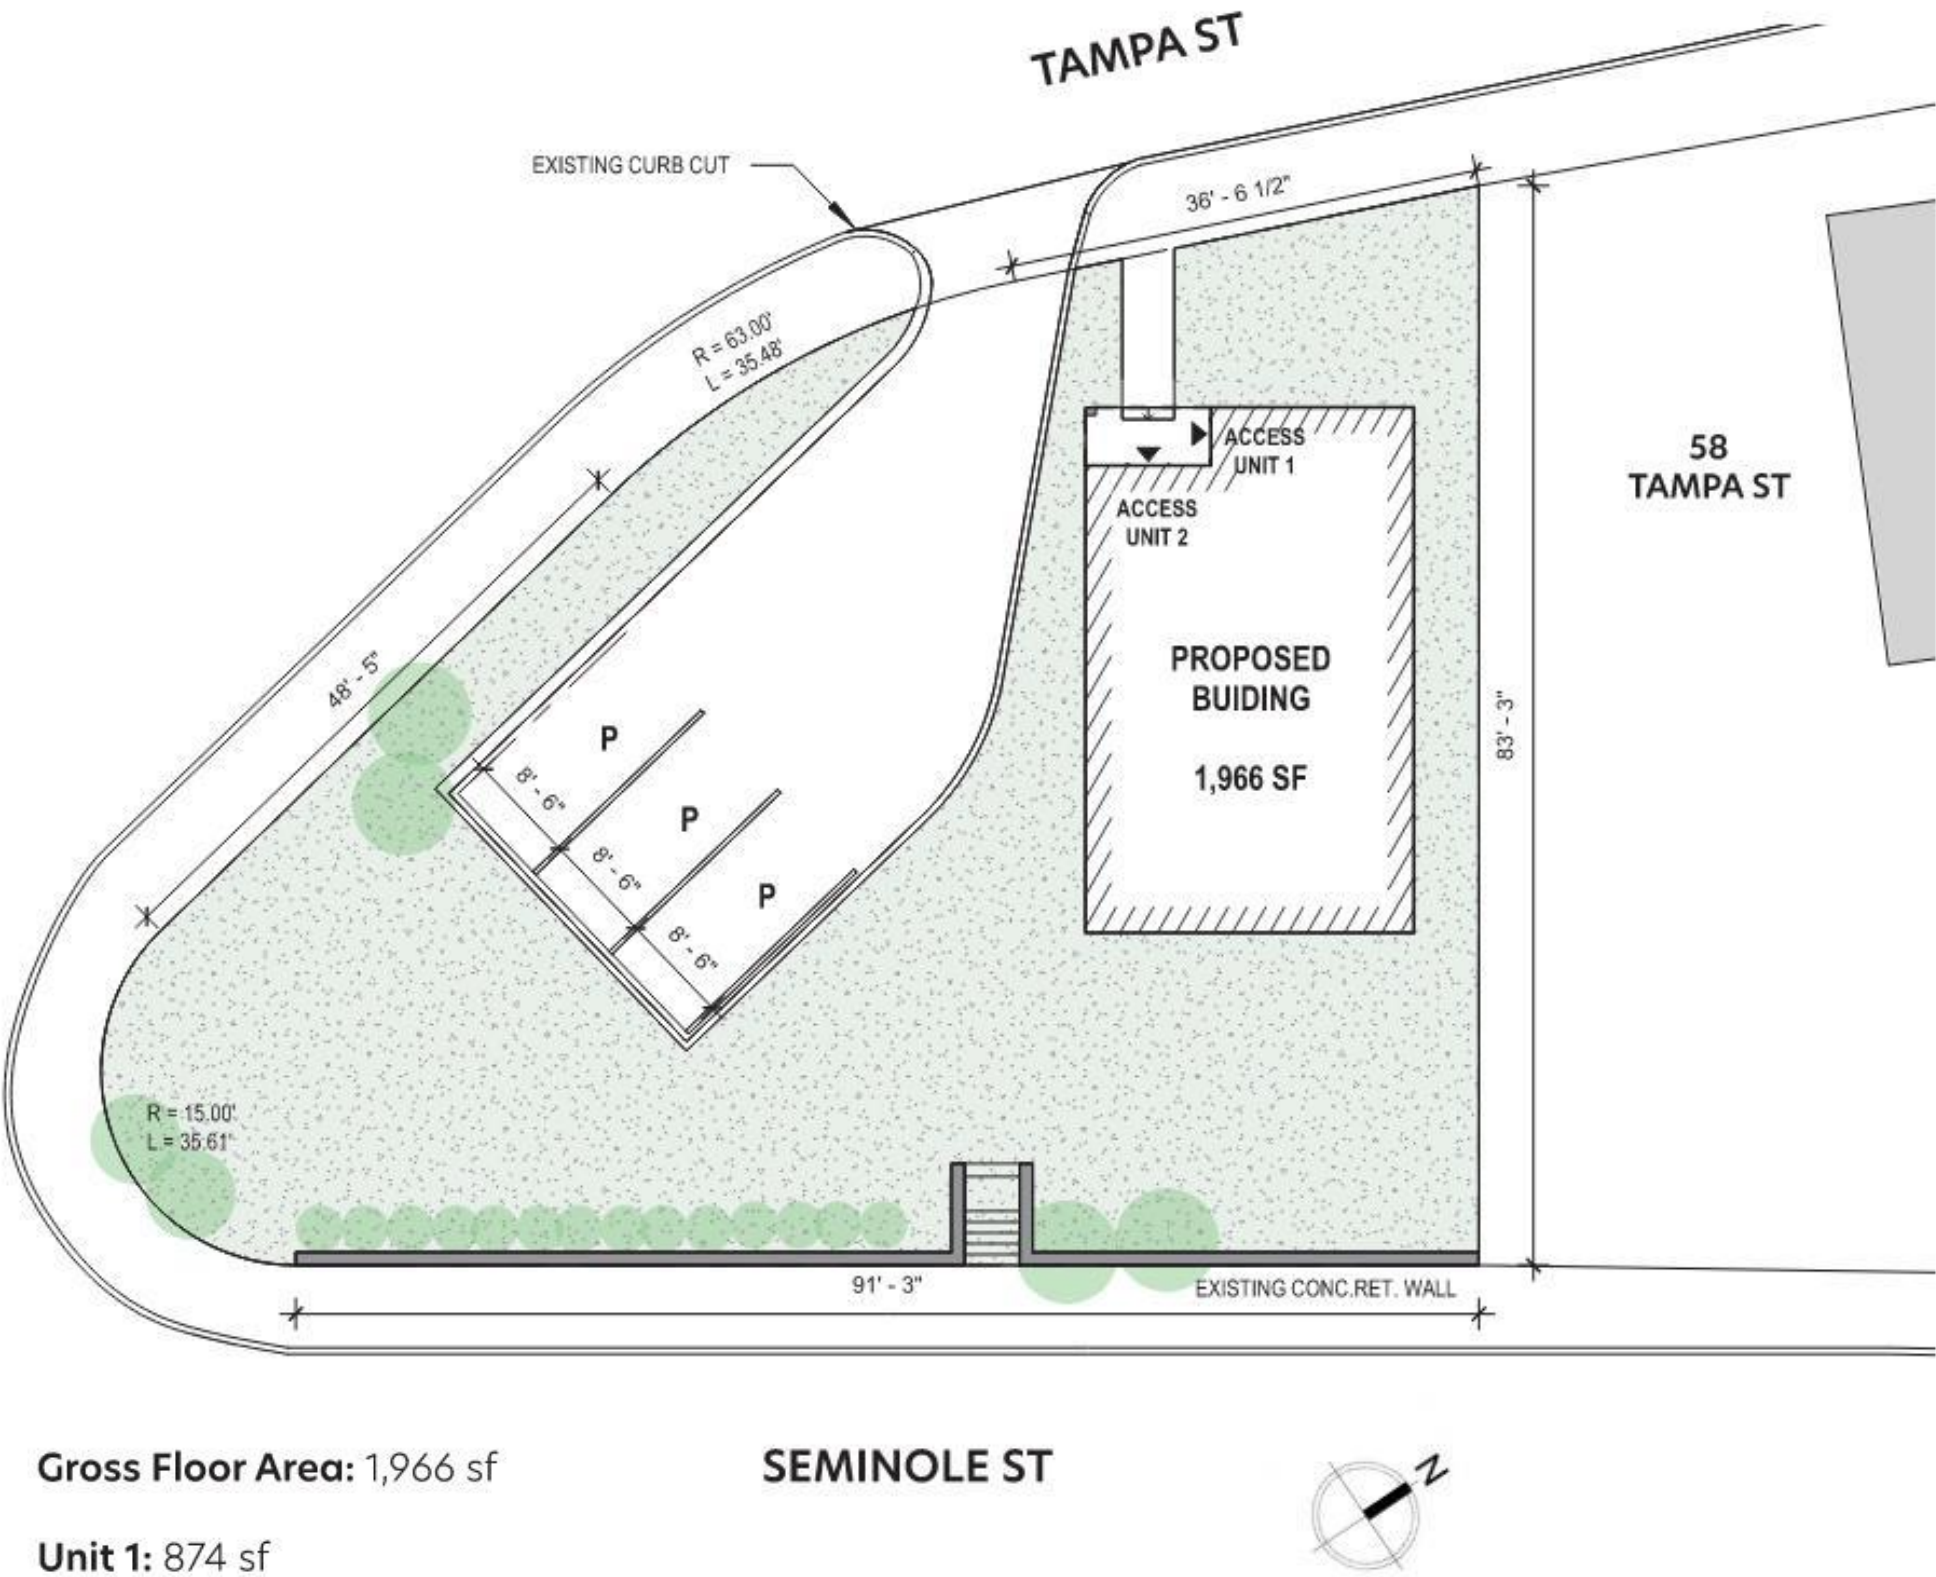 TAMPA ST
EXISTING CURB CUT
36' - 6 1/2"
R = 63.00'
L = 35.48'
ACCESS
UNIT 1
58
TAMPA ST
ACCESS
UNIT 2
48' - 5"
PROPOSED
BUIDING
1,966 SF
83' - 3"
P
8' - 6"
P
8' - 6"
P
8' - 6"
R = 15.00'
L = 35.61'
91' - 3"
EXISTING CONC.RET. WALL
Gross Floor Area: 1,966 sf
SEMINOLE ST
N
Unit 1: 874 sf